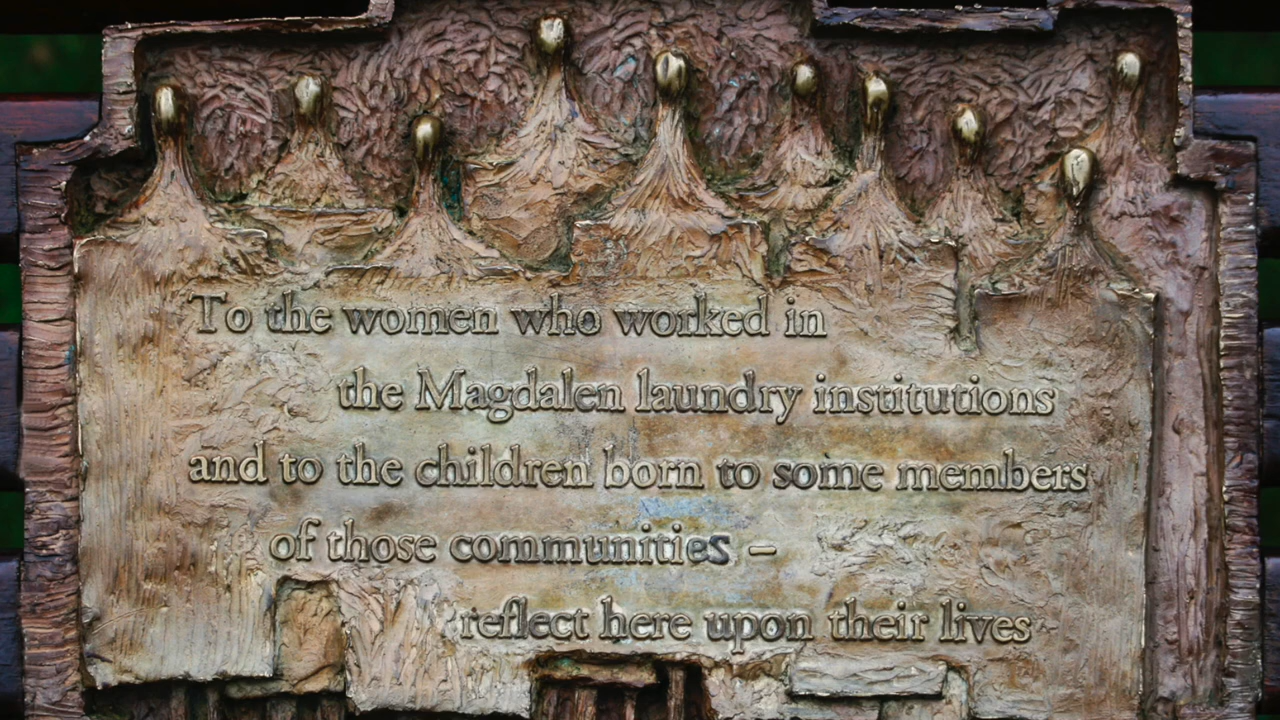 To the women who worked in
the Magdalen laundry institutions
and to the children born to some members
of those communities –
reflect here upon their lives